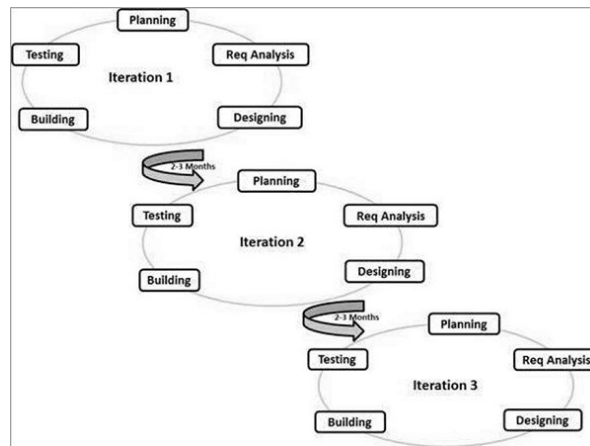 Planning
Testing
Req Analysis
Iteration 1
Building
Designing
2-3 Months
Planning
Testing
Req Analysis
Iteration 2
Building
Designing
2-3 Months
Planning
Testing
Req Analysis
Iteration 3
Building
Designing